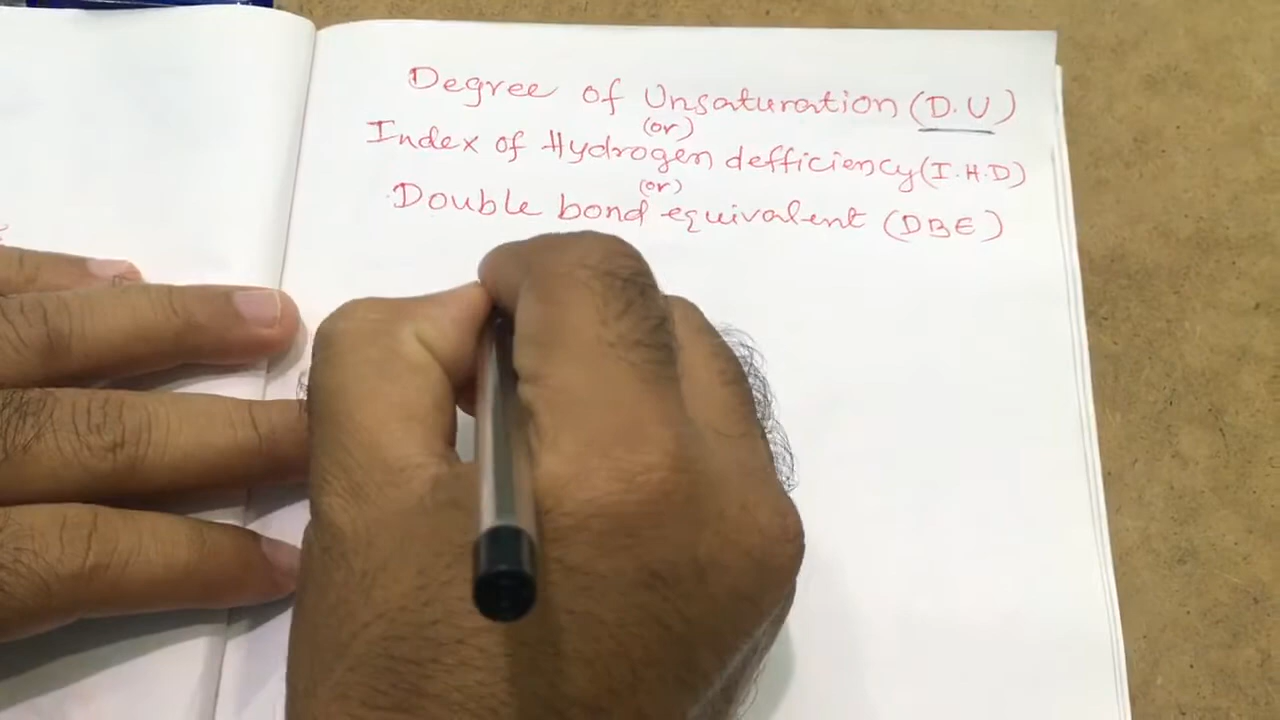 Degree of Unsaturation (D.U)
(or)
Index of Hydrogen defficiency (I.H.D)
(or)
Double bond equivalent (DBE)